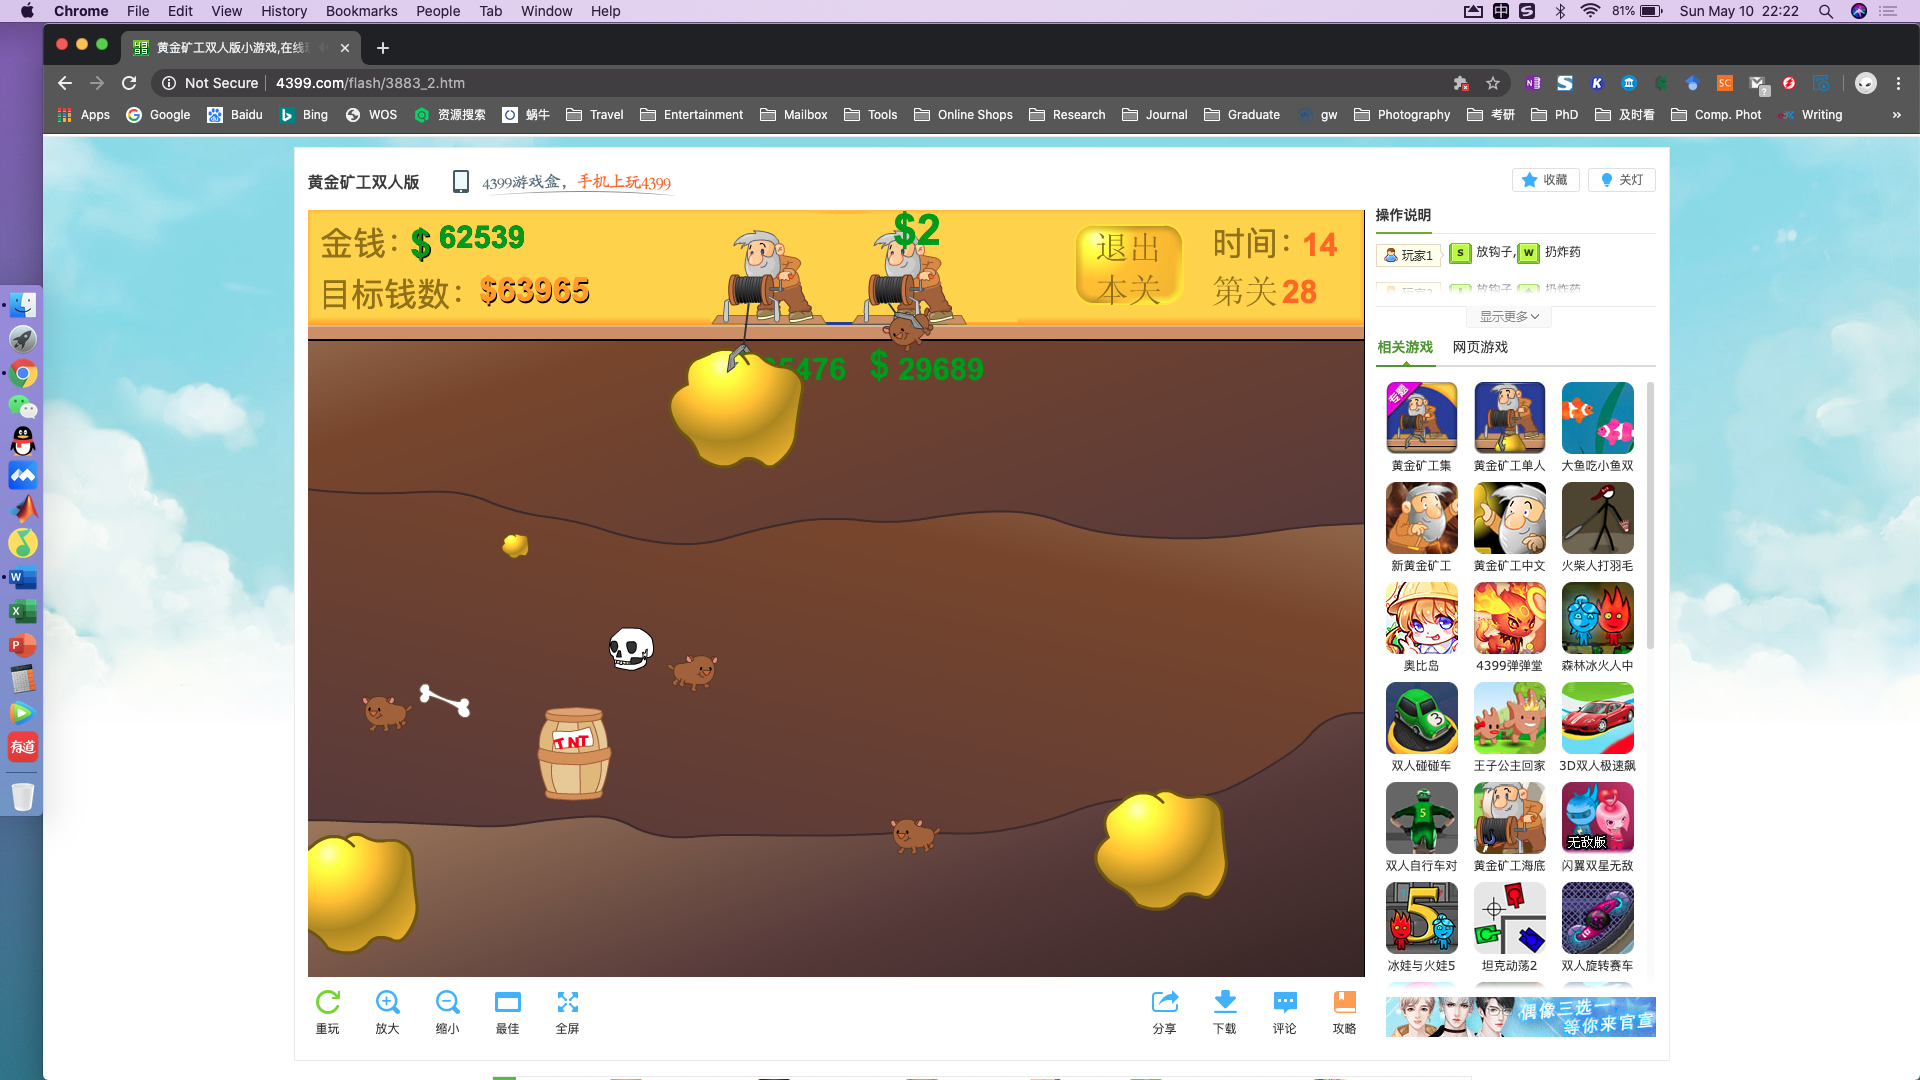 Chrome File Edit View History Bookmarks People Tab Window Help
81% Sun May 10 22:22
黄金矿工双人版小游戏,在线
Not Secure 4399.com/flash/3883_2.htm
Apps Google Baidu Bing WOS 资源搜索 蜗牛 Travel Entertainment Mailbox Tools Online Shops Research Journal Graduate gw Photography 考研 PhD 及时看 Comp. Phot Writing »
黄金矿工双人版
4399游戏盒，手机上玩4399
收藏 关灯
金钱：$ 62539
目标钱数：$63965
$2
退出
本关
时间：14
第关 28
5476 $ 29689
TNT
操作说明
玩家1 S 放钩子, W 扔炸药
放钩子, 扔炸药
显示更多
相关游戏 网页游戏
专题
黄金矿工集 黄金矿工单人 大鱼吃小鱼双
新黄金矿工 黄金矿工中文 火柴人打羽毛
奥比岛 4399弹弹堂 森林冰火人中
3
双人碰碰车 王子公主回家 3D双人极速飙
5
无敌版
双人自行车对 黄金矿工海底 闪翼双星无敌
5
冰娃与火娃5 坦克动荡2 双人旋转赛车
偶像三选一
等你来官宣
重玩 放大 缩小 最佳 全屏
分享 下载 评论 攻略
有道